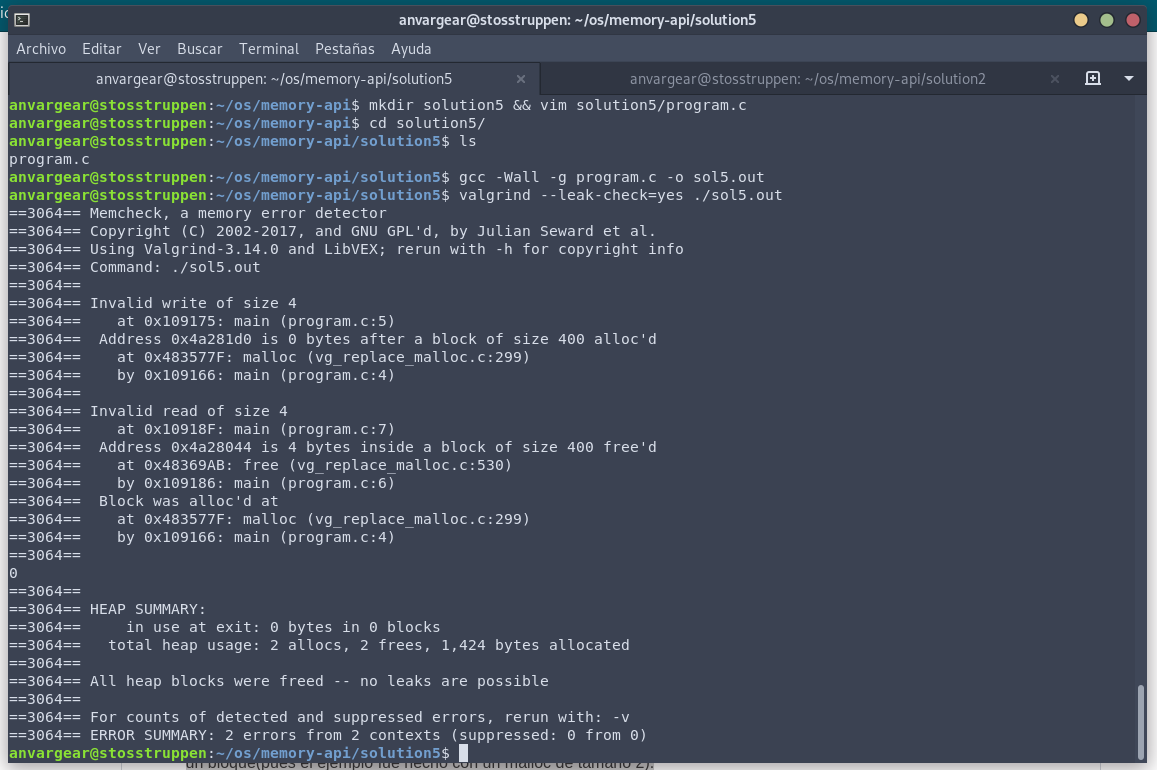 anvargear@stosstruppen: ~/os/memory-api/solution5
Archivo Editar Ver Buscar Terminal Pestañas Ayuda
anvargear@stosstruppen: ~/os/memory-api/solution5 × anvargear@stosstruppen: ~/os/memory-api/solution2 ×
anvargear@stosstruppen:~/os/memory-api$ mkdir solution5 && vim solution5/program.c
anvargear@stosstruppen:~/os/memory-api$ cd solution5/
anvargear@stosstruppen:~/os/memory-api/solution5$ ls
program.c
anvargear@stosstruppen:~/os/memory-api/solution5$ gcc -Wall -g program.c -o sol5.out
anvargear@stosstruppen:~/os/memory-api/solution5$ valgrind --leak-check=yes ./sol5.out
==3064== Memcheck, a memory error detector
==3064== Copyright (C) 2002-2017, and GNU GPL'd, by Julian Seward et al.
==3064== Using Valgrind-3.14.0 and LibVEX; rerun with -h for copyright info
==3064== Command: ./sol5.out
==3064==
==3064== Invalid write of size 4
==3064==    at 0x109175: main (program.c:5)
==3064==  Address 0x4a281d0 is 0 bytes after a block of size 400 alloc'd
==3064==    at 0x483577F: malloc (vg_replace_malloc.c:299)
==3064==    by 0x109166: main (program.c:4)
==3064==
==3064== Invalid read of size 4
==3064==    at 0x10918F: main (program.c:7)
==3064==  Address 0x4a28044 is 4 bytes inside a block of size 400 free'd
==3064==    at 0x48369AB: free (vg_replace_malloc.c:530)
==3064==    by 0x109186: main (program.c:6)
==3064==  Block was alloc'd at
==3064==    at 0x483577F: malloc (vg_replace_malloc.c:299)
==3064==    by 0x109166: main (program.c:4)
==3064==
0
==3064==
==3064== HEAP SUMMARY:
==3064==     in use at exit: 0 bytes in 0 blocks
==3064==   total heap usage: 2 allocs, 2 frees, 1,424 bytes allocated
==3064==
==3064== All heap blocks were freed -- no leaks are possible
==3064==
==3064== For counts of detected and suppressed errors, rerun with: -v
==3064== ERROR SUMMARY: 2 errors from 2 contexts (suppressed: 0 from 0)
anvargear@stosstruppen:~/os/memory-api/solution5$
un bloque(pues el ejemplo fue hecho con un malloc de tamaño 2).